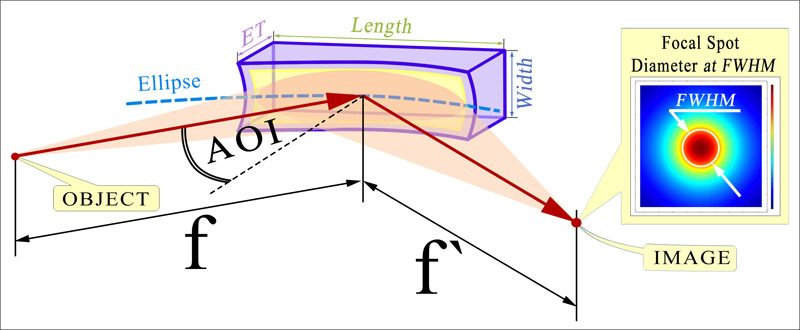 ET
Length
Width
Ellipse
AOI
OBJECT
f
f`
IMAGE
Focal Spot
Diameter at FWHM
FWHM